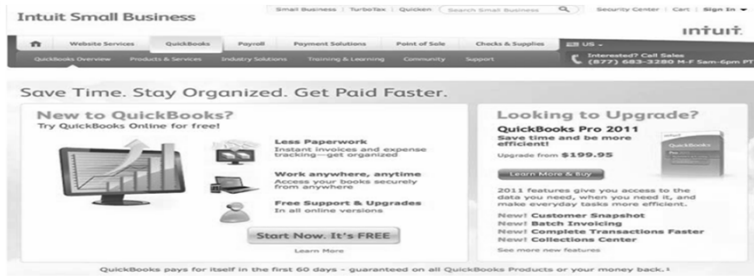 Small Business | TurboTax | Quicken | Search Small Business
Security Center | Cart | Sign In
Intuit Small Business
intuit.
Website Services
QuickBooks
Payroll
Payment Solutions
Point of Sale
Checks & Supplies
US
QuickBooks Overview
Products & Services
Industry Solutions
Training & Learning
Community
Support
Interested? Call Sales
(877) 683-3280 M-F 5am-6pm PT
Save Time. Stay Organized. Get Paid Faster.
New to QuickBooks?
Try QuickBooks Online for free!
Less Paperwork
Instant invoices and expense
tracking—get organized
Work anywhere, anytime
Access your books securely
from anywhere
Free Support & Upgrades
In all online versions
Start Now. It's FREE
Learn More
Looking to Upgrade?
QuickBooks Pro 2011
Save time and be more
efficient!
Upgrade from $199.95
Learn More & Buy
QuickBooks
Pro
2011 features give you access to the
data you need, when you need it, and
make everyday tasks more efficient.
New! Customer Snapshot
New! Batch Invoicing
New! Complete Transactions Faster
New! Collections Center
See more new features
QuickBooks pays for itself in the first 60 days - guaranteed on all QuickBooks Products or your money back.¹